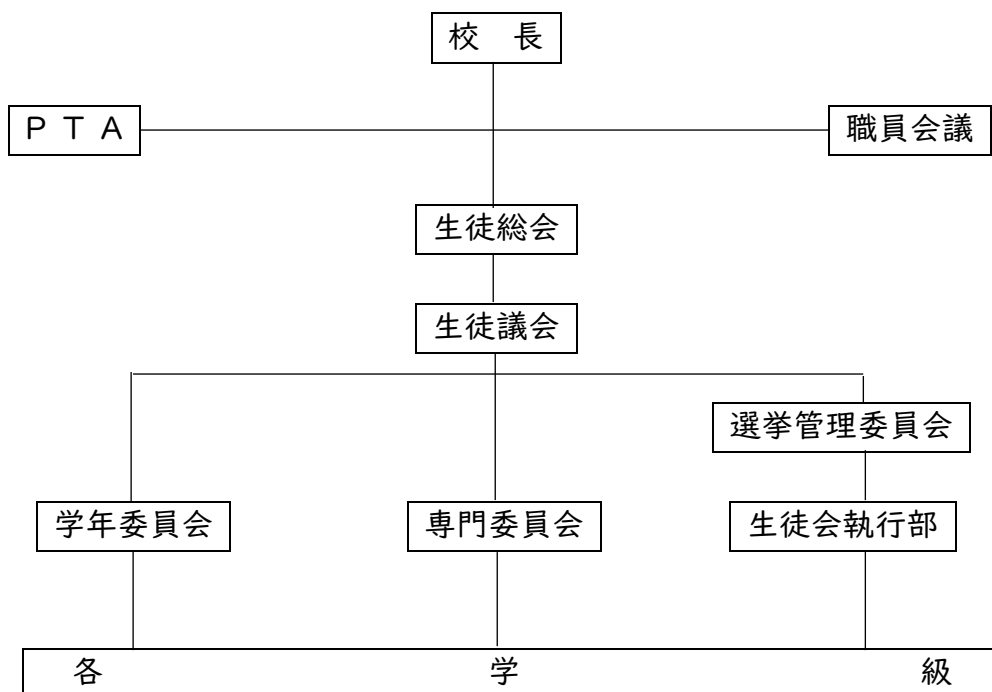 校　長
ＰＴＡ
職員会議
生徒総会
生徒議会
選挙管理委員会
学年委員会
専門委員会
生徒会執行部
各　学　級